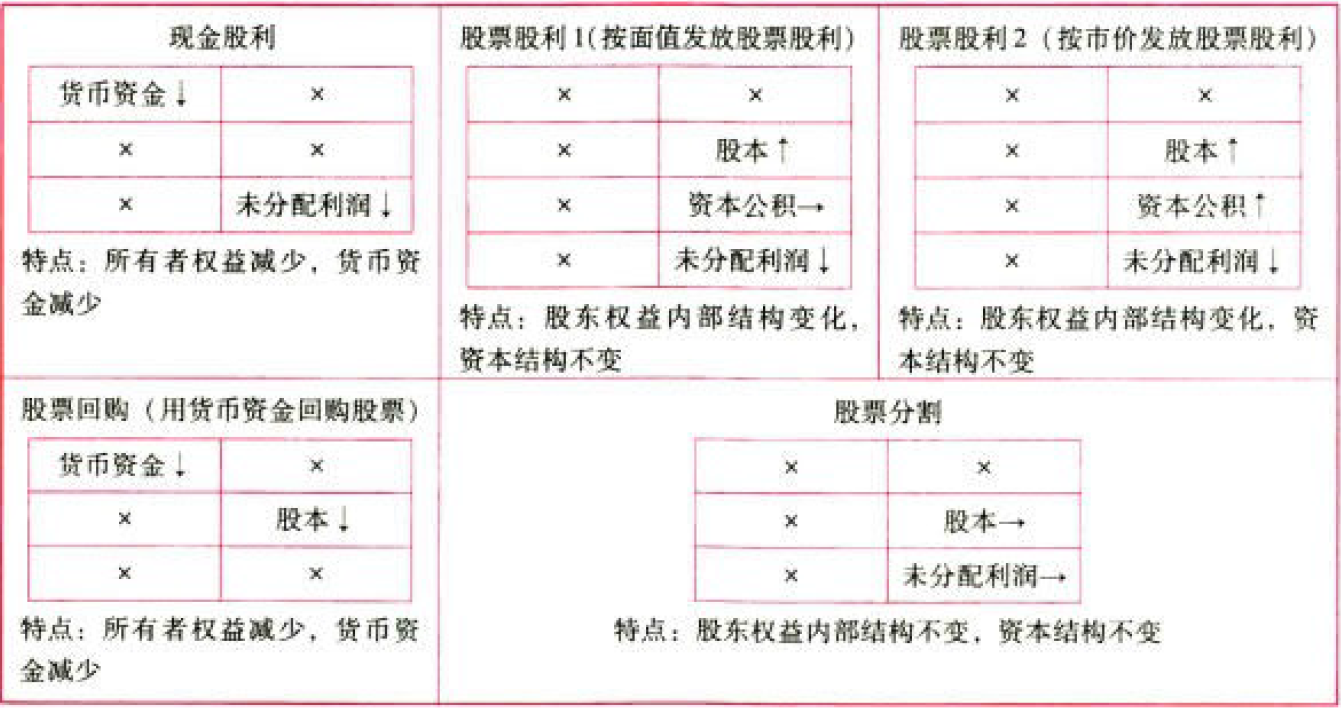 现金股利
货币资金↓ ×
× ×
× 未分配利润↓
特点：所有者权益减少，货币资
金减少
股票股利1(按面值发放股票股利)
× ×
× 股本↑
× 资本公积→
× 未分配利润↓
特点：股东权益内部结构变化，
资本结构不变
股票股利2（按市价发放股票股利）
× ×
× 股本↑
× 资本公积↑
× 未分配利润↓
特点：股东权益内部结构变化，资
本结构不变
股票回购（用货币资金回购股票）
货币资金↓ ×
× 股本↓
× ×
特点：所有者权益减少，货币资
金减少
股票分割
× ×
× 股本→
× 未分配利润→
特点：股东权益内部结构不变，资本结构不变